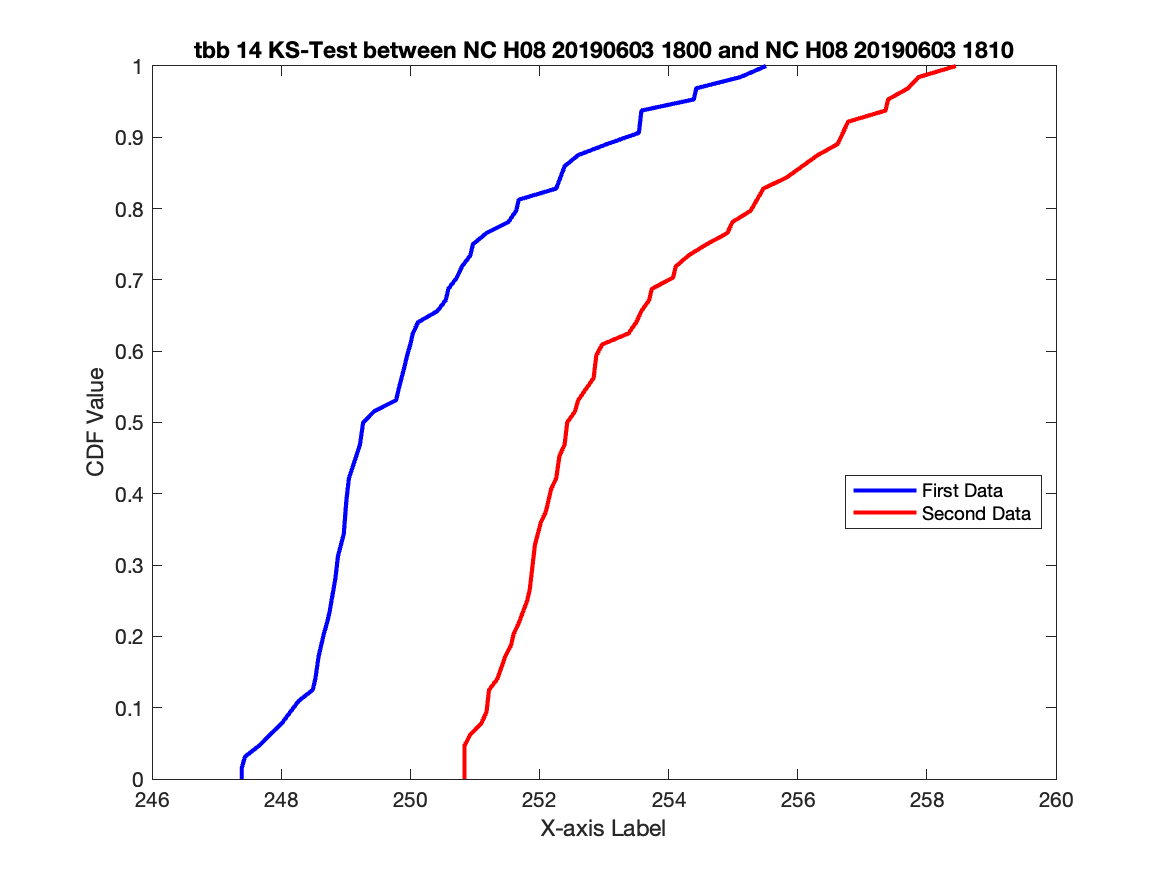 tbb 14 KS-Test between NC H08 20190603 1800 and NC H08 20190603 1810
1
0.9
0.8
0.7
0.6
0.5
0.4
0.3
0.2
0.1
0
CDF Value
First Data
Second Data
246 248 250 252 254 256 258 260
X-axis Label